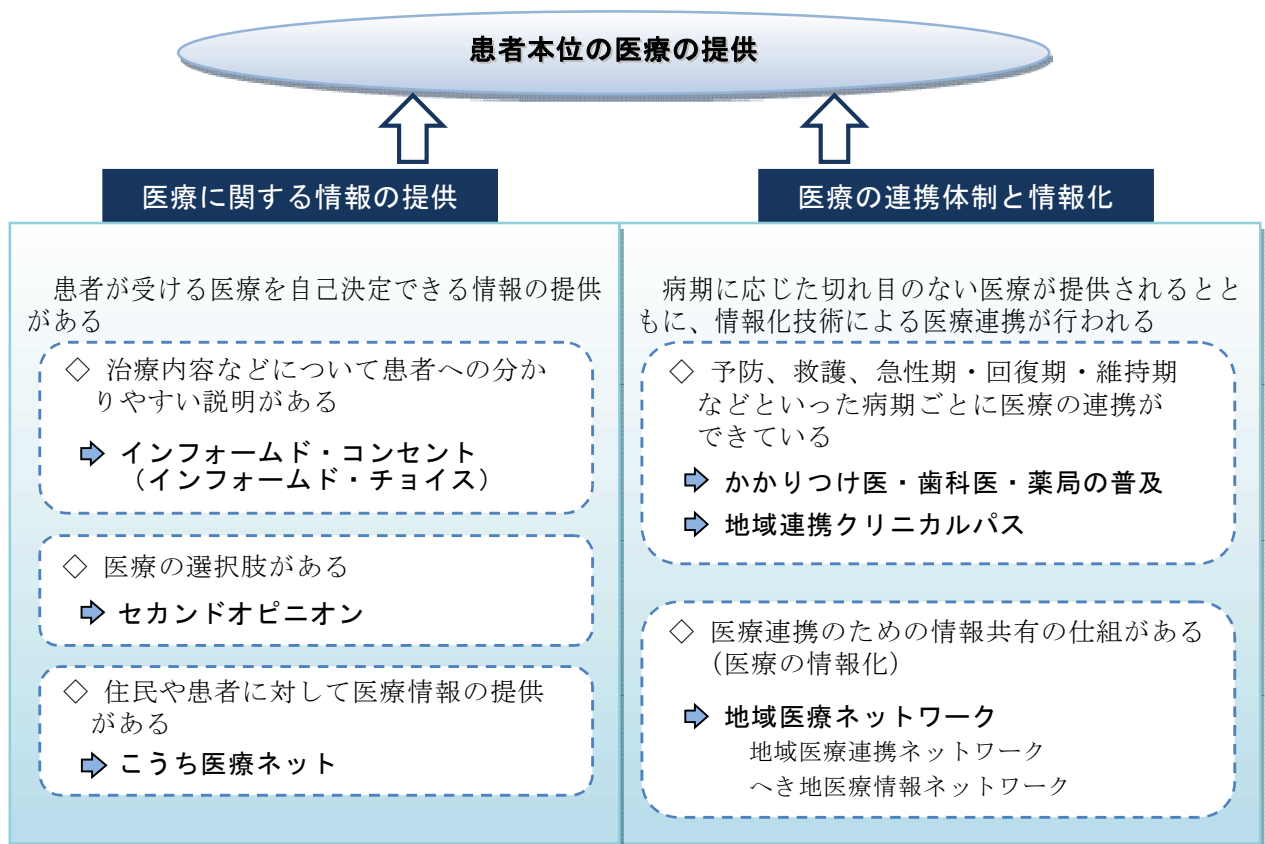 患者本位の医療の提供
医療に関する情報の提供
患者が受ける医療を自己決定できる情報の提供
がある
◇ 治療内容などについて患者への分か
りやすい説明がある
インフォームド・コンセント
（インフォームド・チョイス）
◇ 医療の選択肢がある
セカンドオピニオン
◇ 住民や患者に対して医療情報の提供
がある
こうち医療ネット
医療の連携体制と情報化
病期に応じた切れ目のない医療が提供されるとと
もに、情報化技術による医療連携が行われる
◇ 予防、救護、急性期・回復期・維持期
などといった病期ごとに医療の連携が
できている
かかりつけ医・歯科医・薬局の普及
地域連携クリニカルパス
◇ 医療連携のための情報共有の仕組がある
（医療の情報化）
地域医療ネットワーク
地域医療連携ネットワーク
へき地医療情報ネットワーク